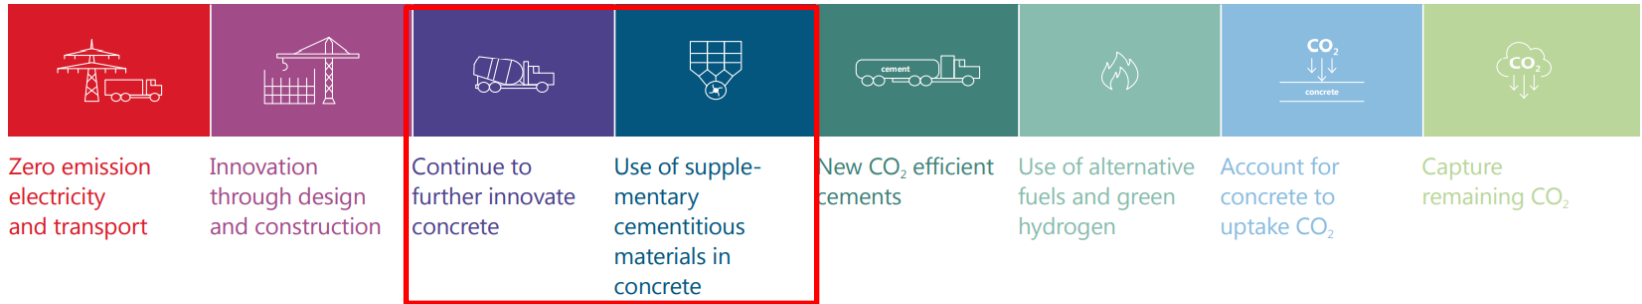 cement
CO₂
concrete
CO₂
Zero emission
electricity
and transport
Innovation
through design
and construction
Continue to
further innovate
concrete
Use of supple-
mentary
cementitious
materials in
concrete
New CO₂ efficient
cements
Use of alternative
fuels and green
hydrogen
Account for
concrete to
uptake CO₂
Capture
remaining CO₂